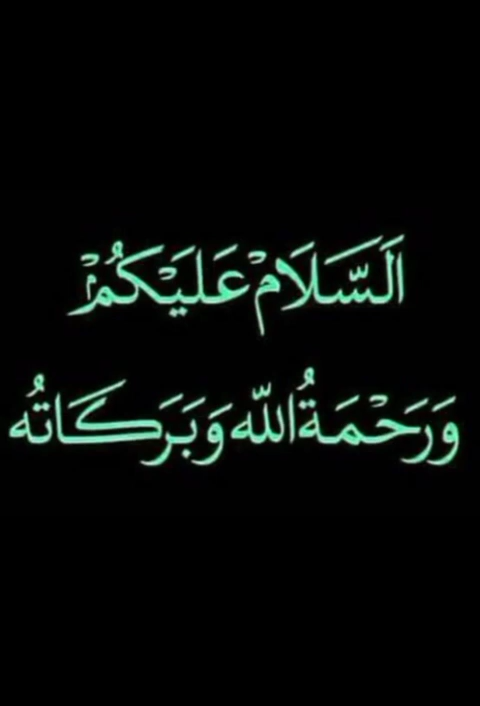 اَلسَّلَامْ عَلَيْكُمْ
وَرَحْمَةُ اللّه وَبَرَكَاتُه